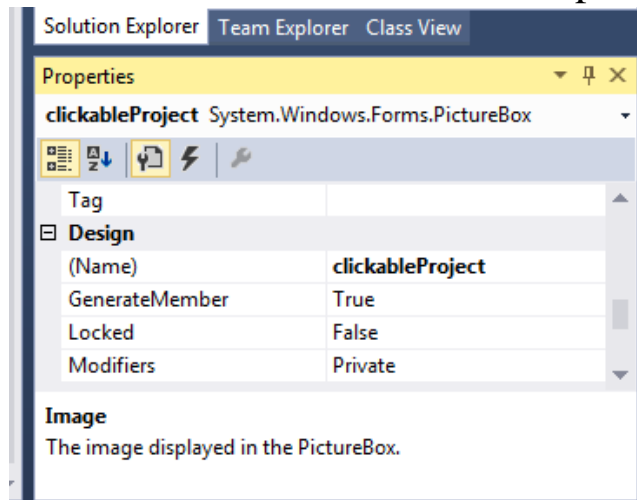 Solution Explorer Team Explorer Class View
Properties
clickableProject System.Windows.Forms.PictureBox
Tag
Design
(Name) clickableProject
GenerateMember True
Locked False
Modifiers Private
Image
The image displayed in the PictureBox.